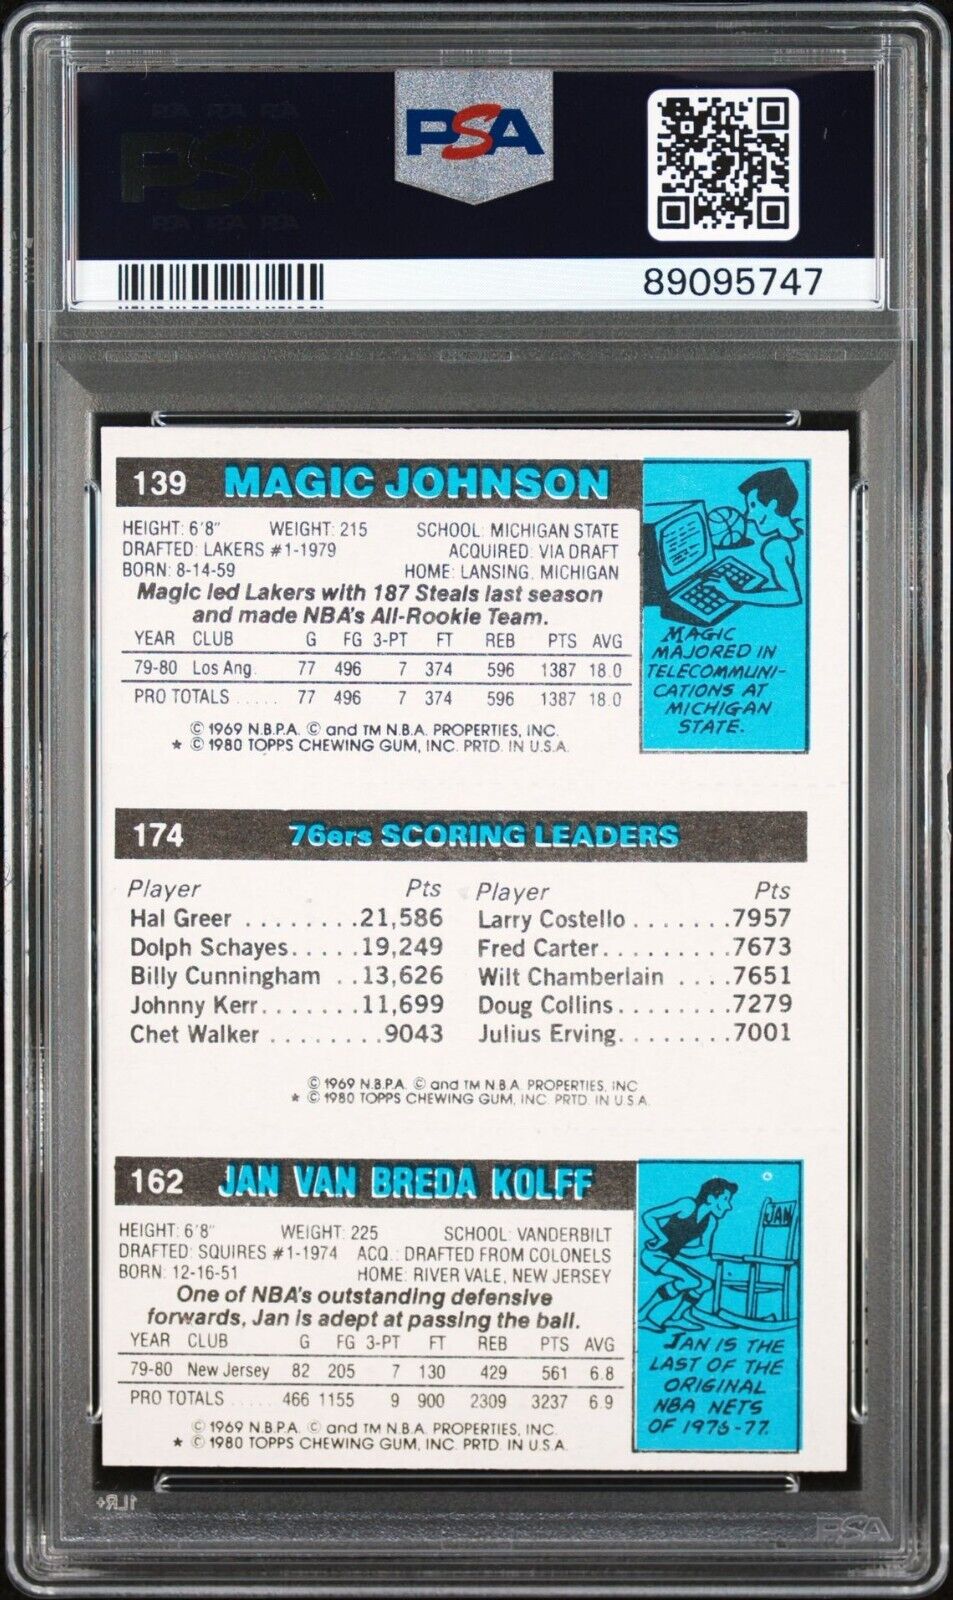 PSA PSA PSA
PSA
PSA PSA PSA
PSA
89095747
139 MAGIC JOHNSON
HEIGHT: 6'8" WEIGHT: 215 SCHOOL: MICHIGAN STATE
DRAFTED: LAKERS #1-1979 ACQUIRED: VIA DRAFT
BORN: 8-14-59 HOME: LANSING, MICHIGAN
Magic led Lakers with 187 Steals last season
and made NBA's All-Rookie Team.
YEAR CLUB G FG 3-PT FT REB PTS AVG
79-80 Los Ang. 77 496 7 374 596 1387 18.0
PRO TOTALS ..... 77 496 7 374 596 1387 18.0
© 1969 N.B.P.A. © and TM N.B.A. PROPERTIES, INC.
* © 1980 TOPPS CHEWING GUM, INC. PRTD. IN U.S.A.
MAGIC
MAJORED IN
TELECOMMUNI-
CATIONS AT
MICHIGAN
STATE.
174 76ers SCORING LEADERS
Player Pts Player Pts
Hal Greer ........21,586 Larry Costello .......7957
Dolph Schayes.....19,249 Fred Carter.........7673
Billy Cunningham ..13,626 Wilt Chamberlain ....7651
Johnny Kerr.......11,699 Doug Collins........7279
Chet Walker ........9043 Julius Erving........7001
© 1969 N.B.P.A. © and TM N.B.A. PROPERTIES, INC
* © 1980 TOPPS CHEWING GUM, INC. PRTD. IN U.S.A.
162 JAN VAN BREDA KOLFF
HEIGHT: 6'8" WEIGHT: 225 SCHOOL: VANDERBILT
DRAFTED: SQUIRES #1-1974 ACQ.: DRAFTED FROM COLONELS
BORN: 12-16-51 HOME: RIVER VALE, NEW JERSEY
One of NBA's outstanding defensive
forwards, Jan is adept at passing the ball.
YEAR CLUB G FG 3-PT FT REB PTS AVG
79-80 New Jersey 82 205 7 130 429 561 6.8
PRO TOTALS ..... 466 1155 9 900 2309 3237 6.9
© 1969 N.B.P.A. © and TM N.B.A. PROPERTIES, INC.
* © 1980 TOPPS CHEWING GUM, INC. PRTD. IN U.S.A.
JAN
JAN IS THE
LAST OF THE
ORIGINAL
NBA NETS
OF 1976-77.
1LR+
PSA